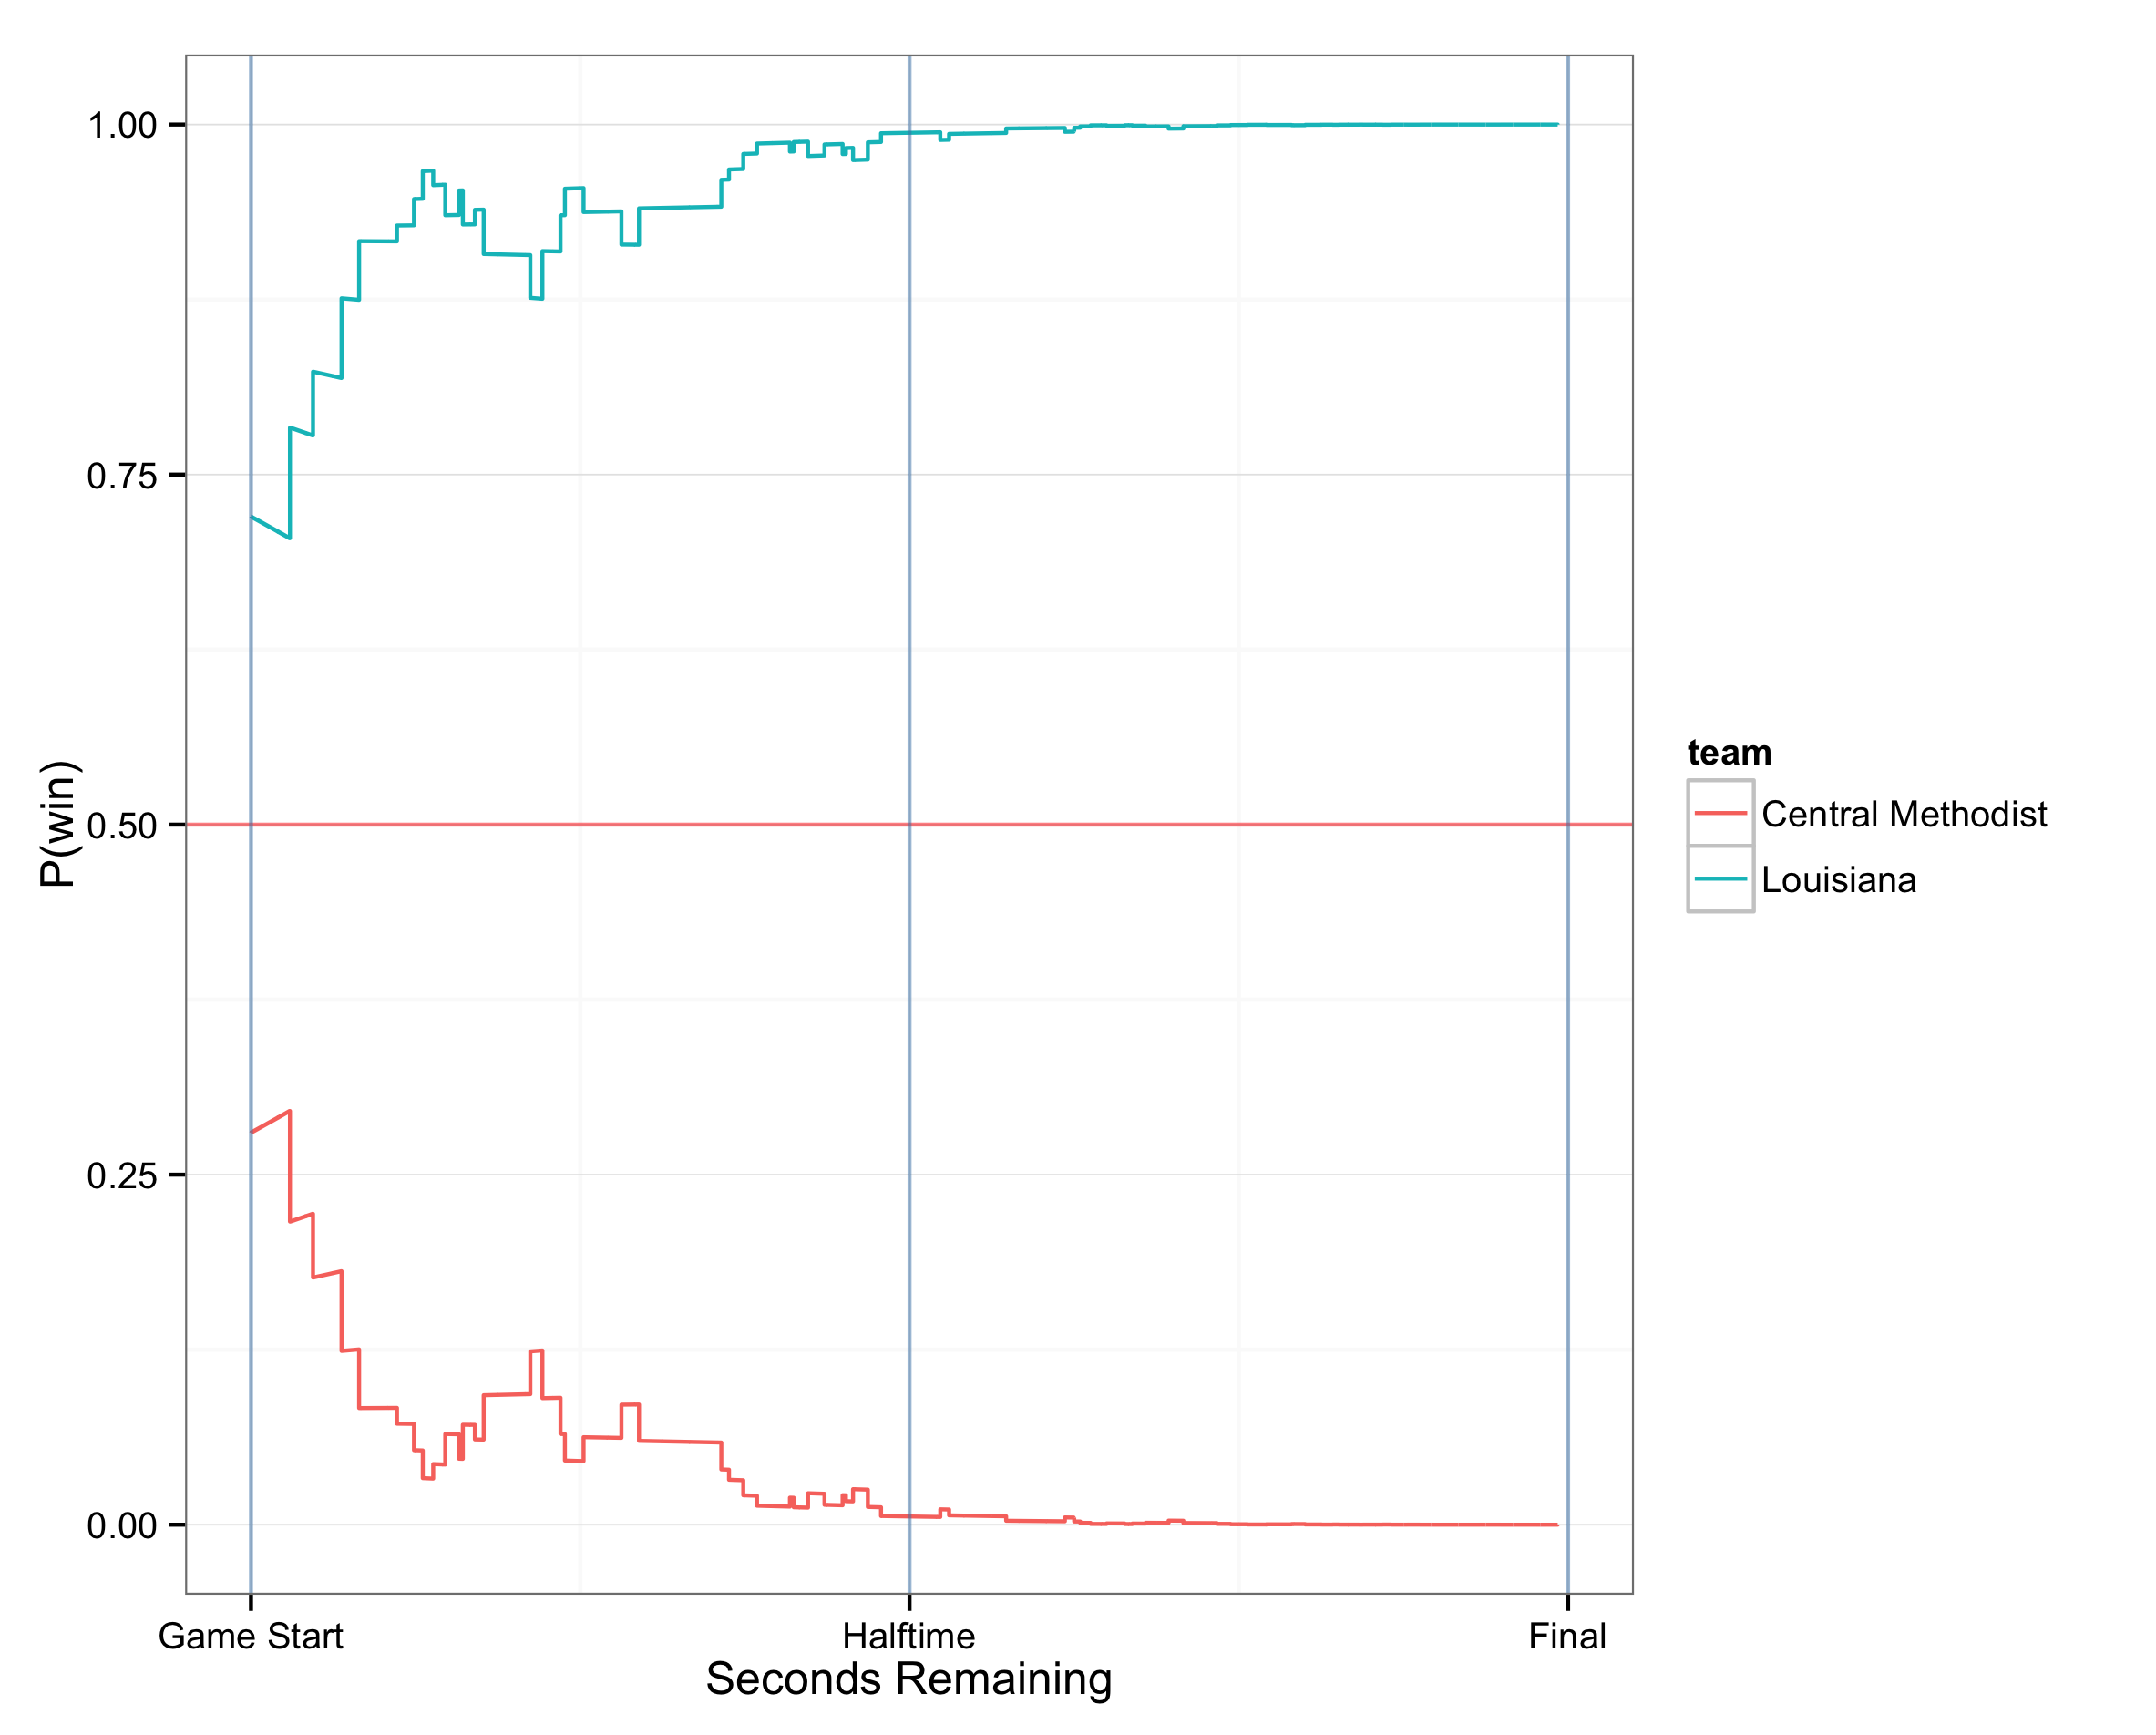 1.00
0.75
0.50
0.25
0.00
P(win)
Game Start
Halftime
Final
Seconds Remaining
team
Central Methodist
Louisiana